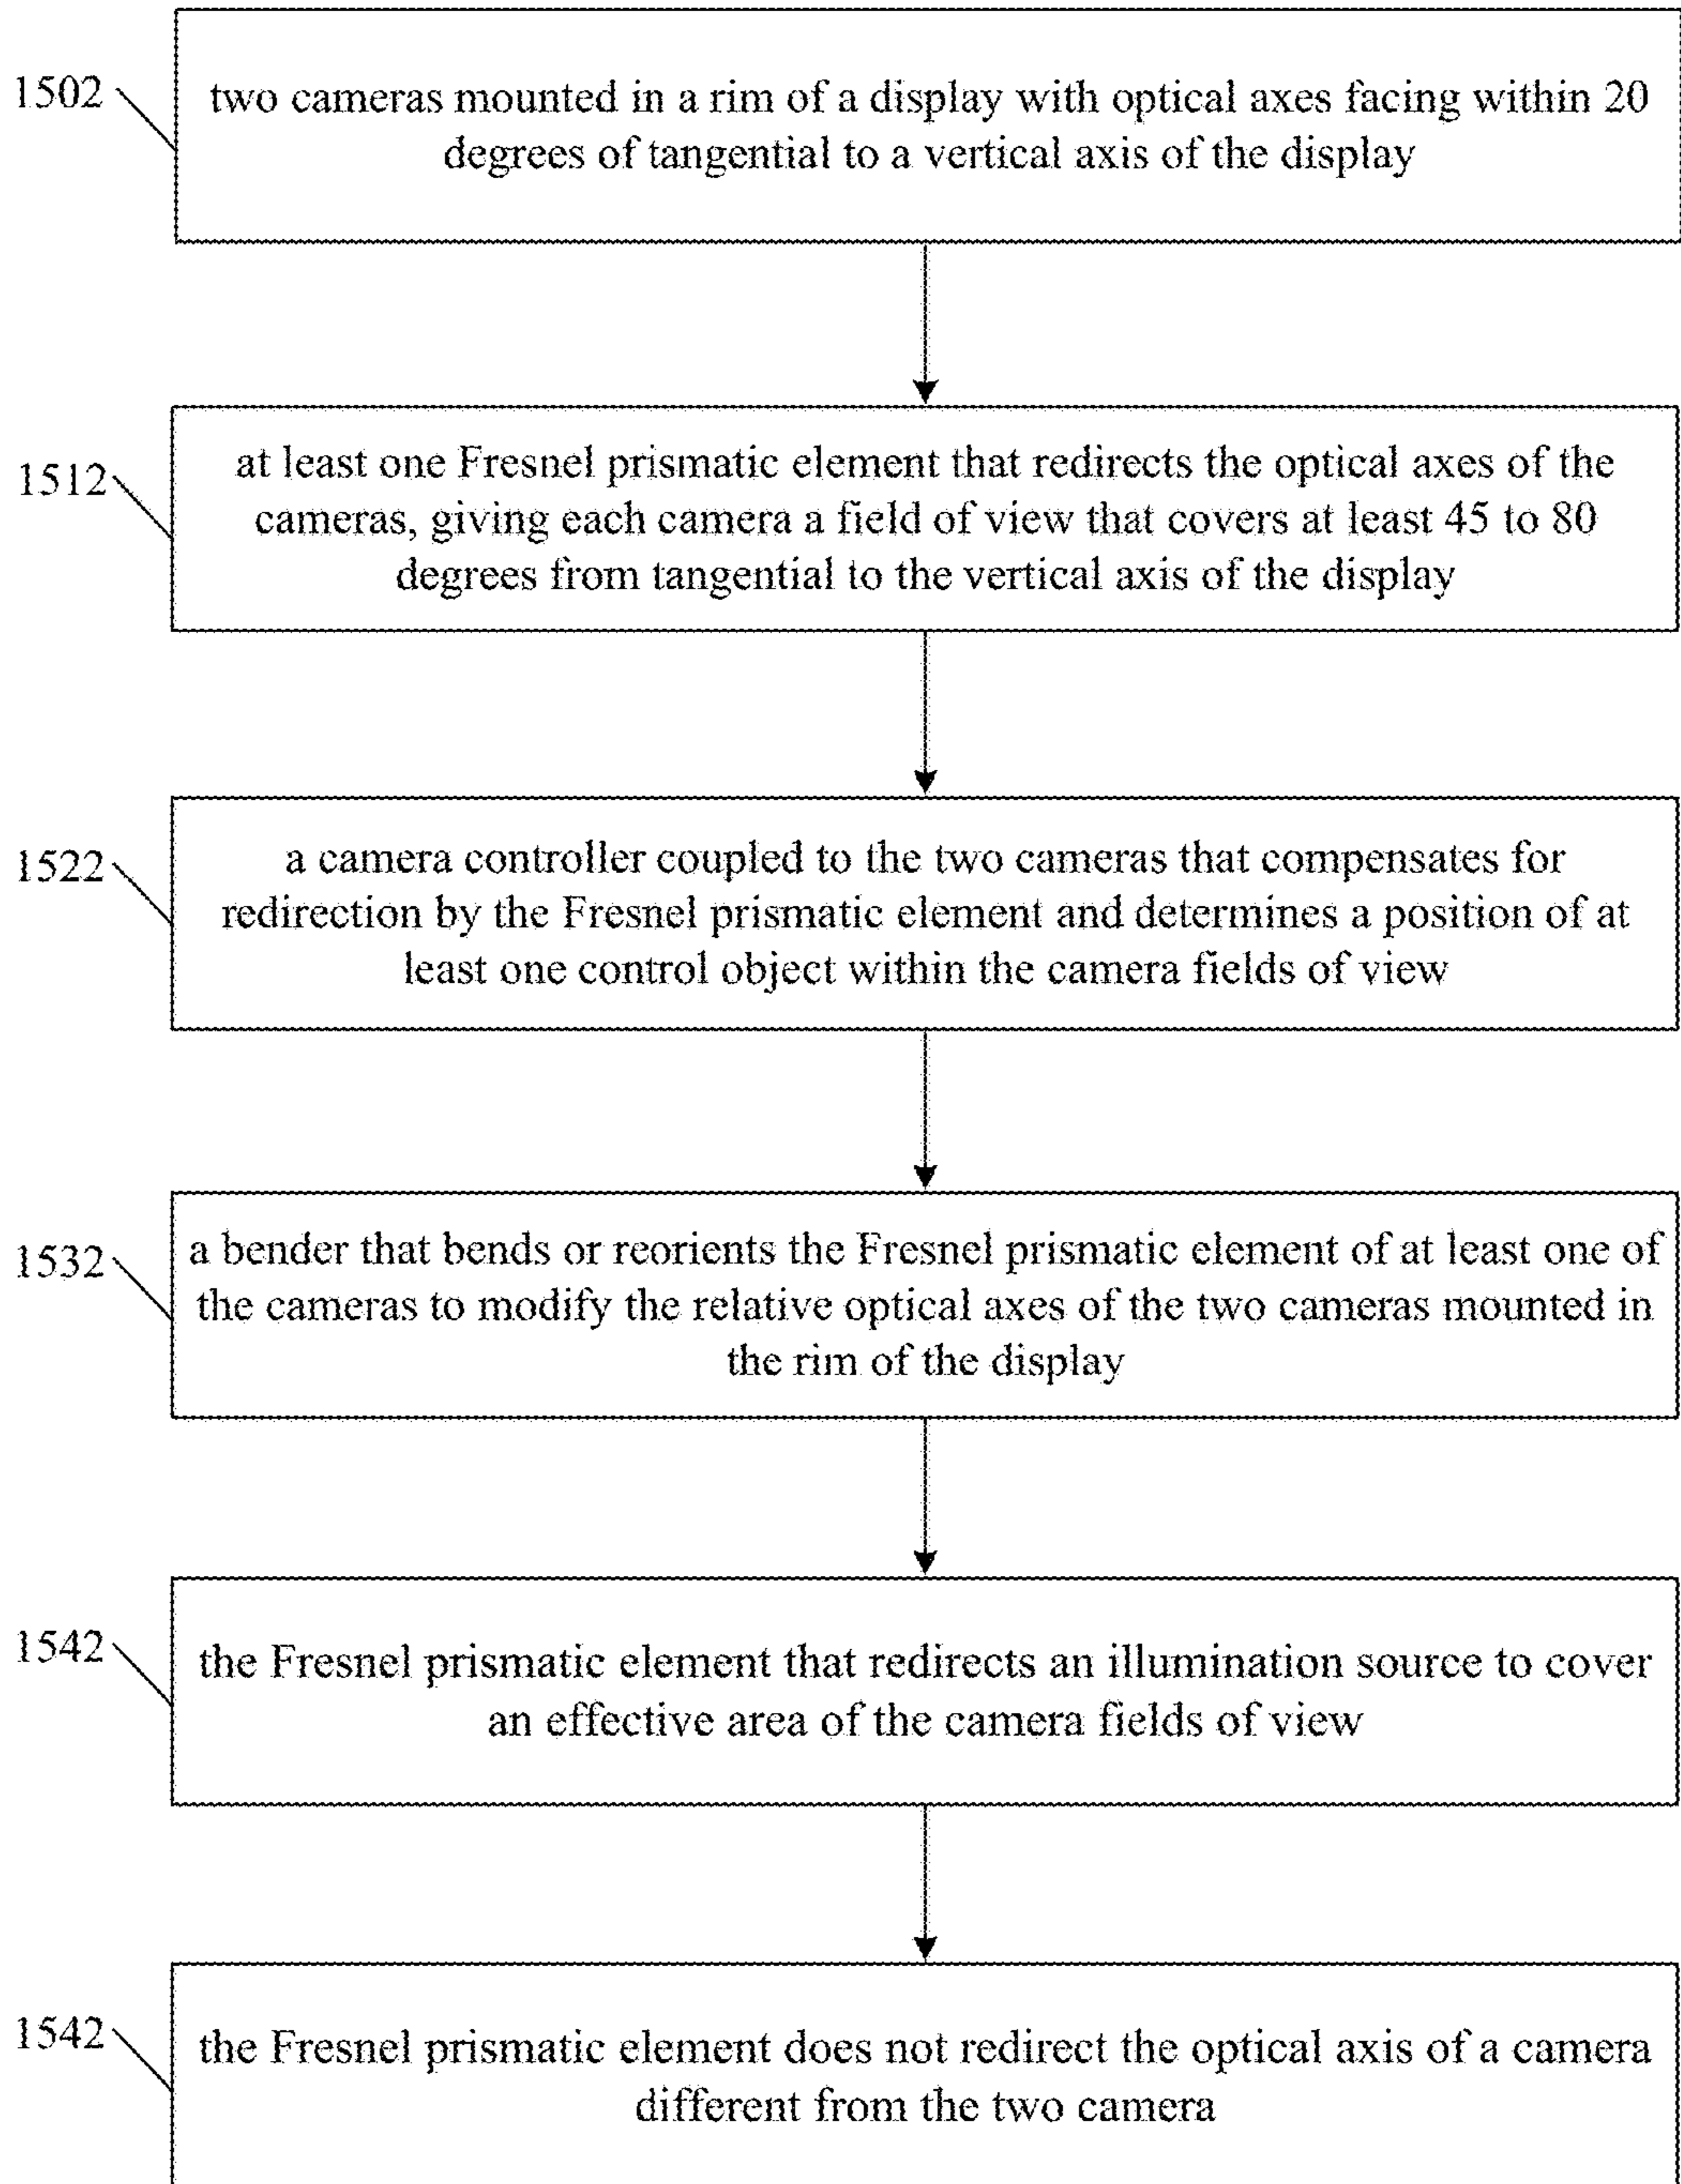 1502
two cameras mounted in a rim of a display with optical axes facing within 20
degrees of tangential to a vertical axis of the display
1512
at least one Fresnel prismatic element that redirects the optical axes of the
cameras, giving each camera a field of view that covers at least 45 to 80
degrees from tangential to the vertical axis of the display
1522
a camera controller coupled to the two cameras that compensates for
redirection by the Fresnel prismatic element and determines a position of at
least one control object within the camera fields of view
1532
a bender that bends or reorients the Fresnel prismatic element of at least one of
the cameras to modify the relative optical axes of the two cameras mounted in
the rim of the display
1542
the Fresnel prismatic element that redirects an illumination source to cover
an effective area of the camera fields of view
1542
the Fresnel prismatic element does not redirect the optical axis of a camera
different from the two camera